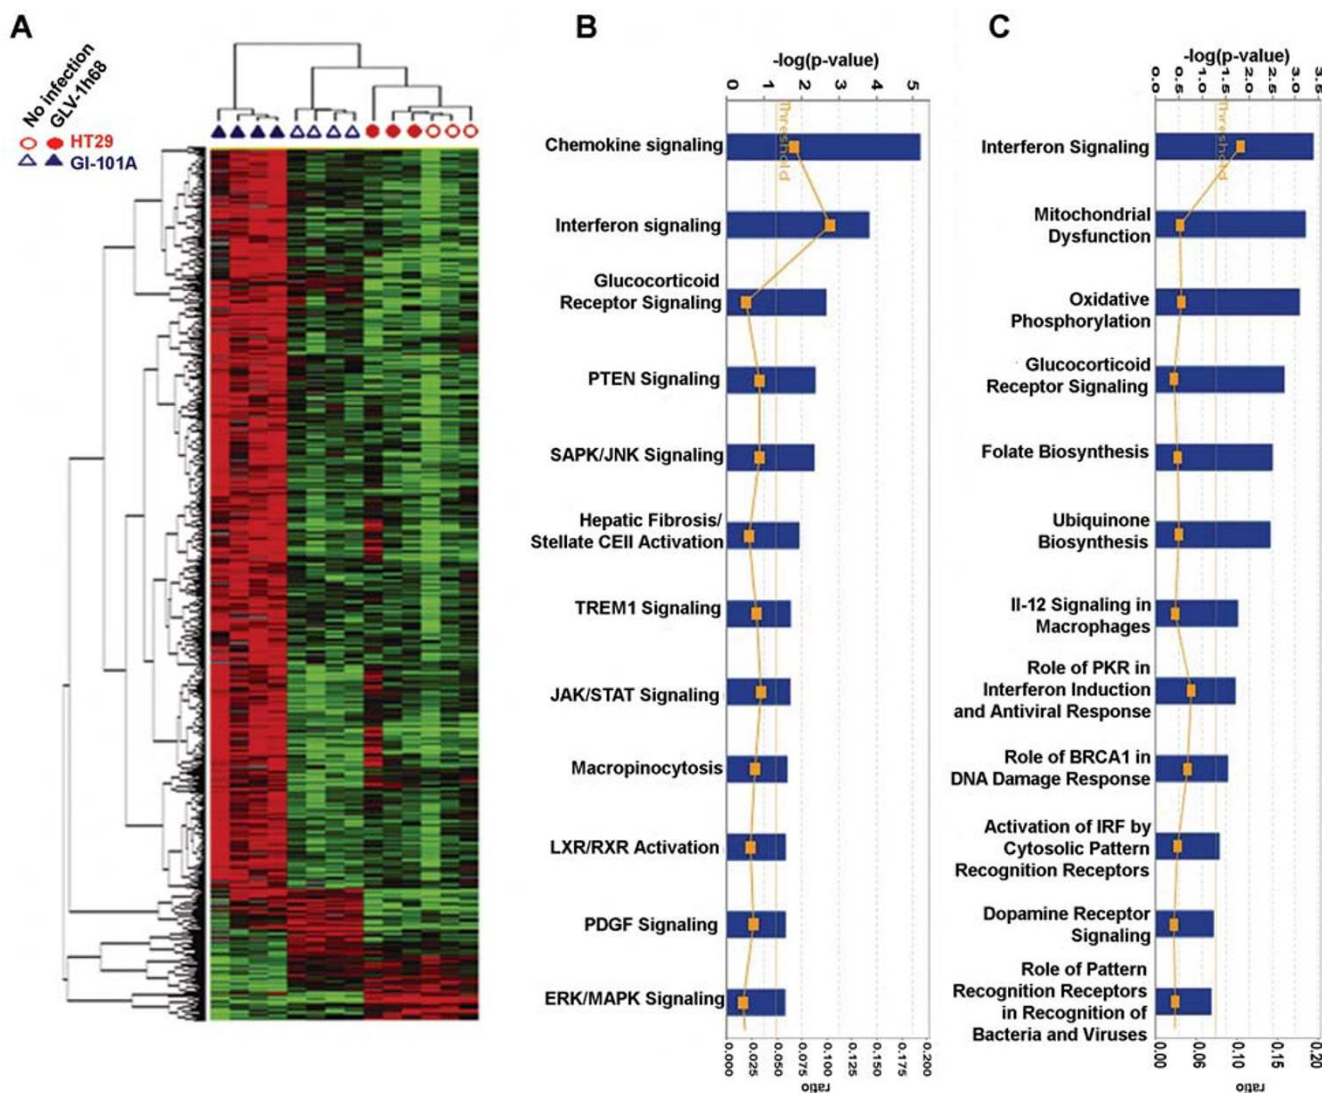 A
No infection
GLV-1h68
HT29
GI-101A
B
-log(p-value)
0 1 2 3 4 5
Threshold
Chemokine signaling
Interferon signaling
Glucocorticoid
Receptor Signaling
PTEN Signaling
SAPK/JNK Signaling
Hepatic Fibrosis/
Stellate CEll Activation
TREM1 Signaling
JAK/STAT Signaling
Macropinocytosis
LXR/RXR Activation
PDGF Signaling
ERK/MAPK Signaling
0.000 0.025 0.050 0.075 0.100 0.125 0.150 0.175 0.200
ratio
C
-log(p-value)
0.0 0.5 1.0 1.5 2.0 2.5 3.0 3.5
Threshold
Interferon Signaling
Mitochondrial
Dysfunction
Oxidative
Phosphorylation
Glucocorticoid
Receptor Signaling
Folate Biosynthesis
Ubiquinone
Biosynthesis
Il-12 Signaling in
Macrophages
Role of PKR in
Interferon Induction
and Antiviral Response
Role of BRCA1 in
DNA Damage Response
Activation of IRF by
Cytosolic Pattern
Recognition Receptors
Dopamine Receptor
Signaling
Role of Pattern
Recognition Receptors
in Recognition of
Bacteria and Viruses
0.00 0.06 0.10 0.15 0.20
ratio